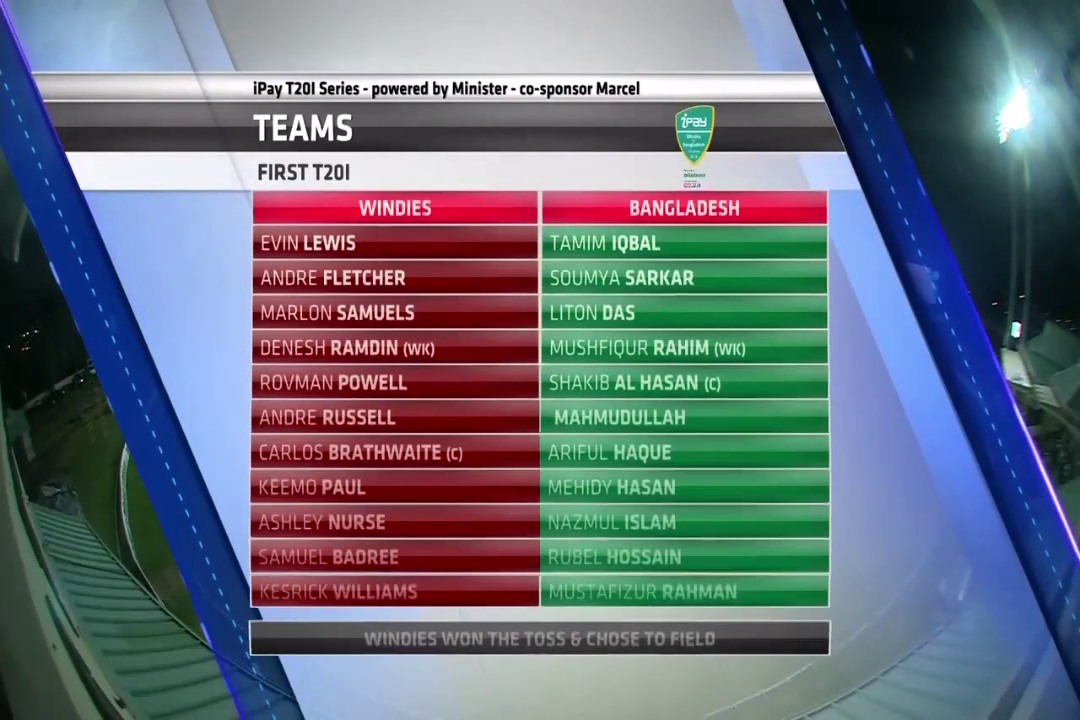 iPay T20I Series - powered by Minister - co-sponsor Marcel
TEAMS
iPay
FIRST T20I
WINDIES BANGLADESH
EVIN LEWIS TAMIM IQBAL
ANDRE FLETCHER SOUMYA SARKAR
MARLON SAMUELS LITON DAS
DENESH RAMDIN (WK) MUSHFIQUR RAHIM (WK)
ROVMAN POWELL SHAKIB AL HASAN (C)
ANDRE RUSSELL MAHMUDULLAH
CARLOS BRATHWAITE (C) ARIFUL HAQUE
KEEMO PAUL MEHIDY HASAN
ASHLEY NURSE NAZMUL ISLAM
SAMUEL BADREE RUBEL HOSSAIN
KESRICK WILLIAMS MUSTAFIZUR RAHMAN
WINDIES WON THE TOSS & CHOSE TO FIELD